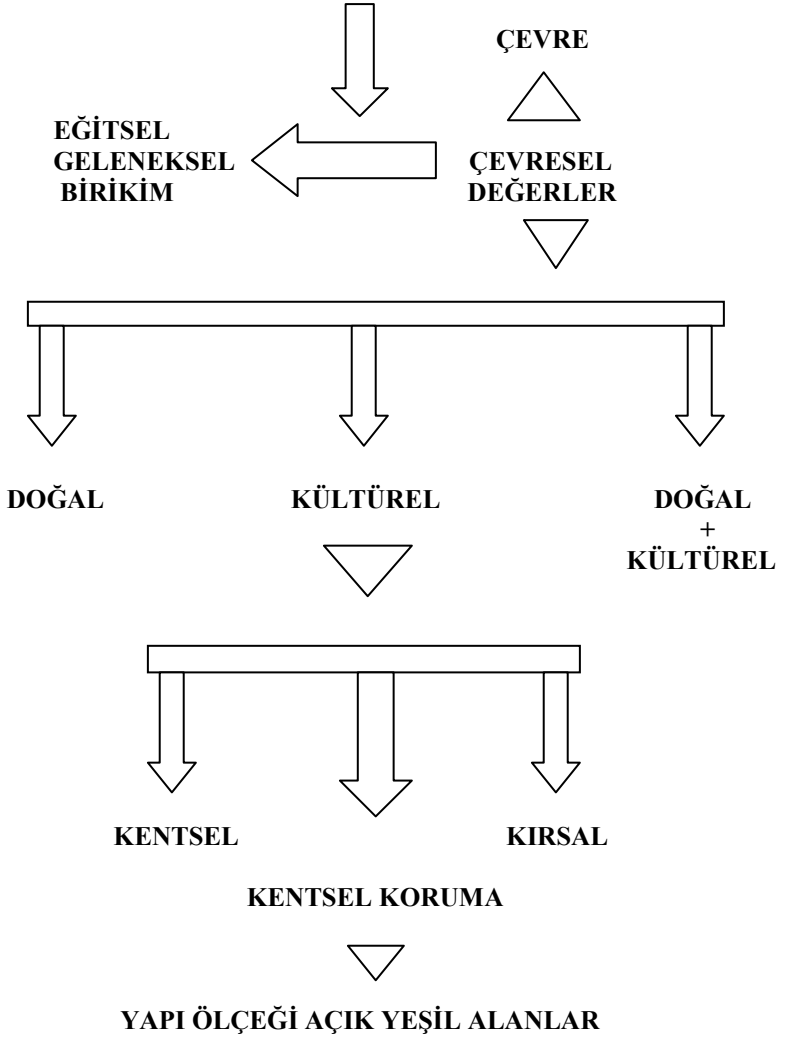 ÇEVRE
EĞİTSEL
GELENEKSEL
BİRİKİM
ÇEVRESEL
DEĞERLER
DOĞAL
KÜLTÜREL
DOĞAL
+
KÜLTÜREL
KENTSEL
KIRSAL
KENTSEL KORUMA
YAPI ÖLÇEĞİ AÇIK YEŞİL ALANLAR